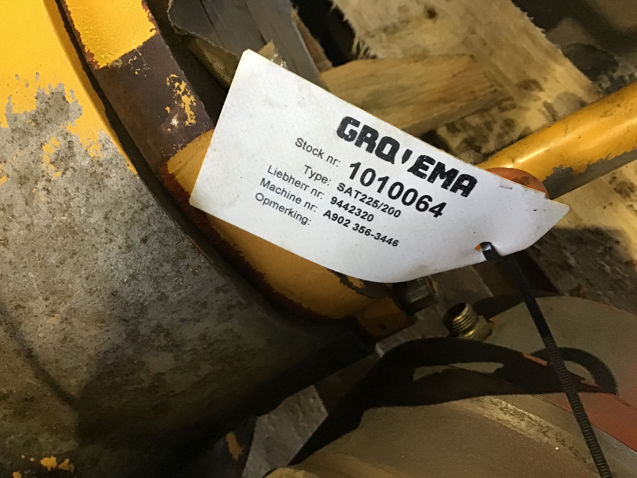 GRO'EMA
Stock nr: 1010064
Type: SAT225/200
Liebherr nr: 9442320
Machine nr: A902 356-3446
Opmerking: